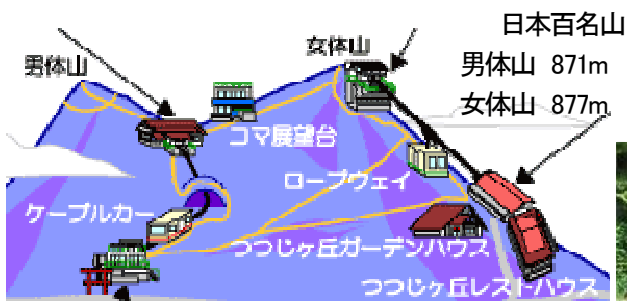 日本百名山
男体山 871m
女体山 877m
女体山
男体山
コマ展望台
ロープウェイ
ケーブルカー
つつじヶ丘ガーデンハウス
つつじヶ丘レストハウス